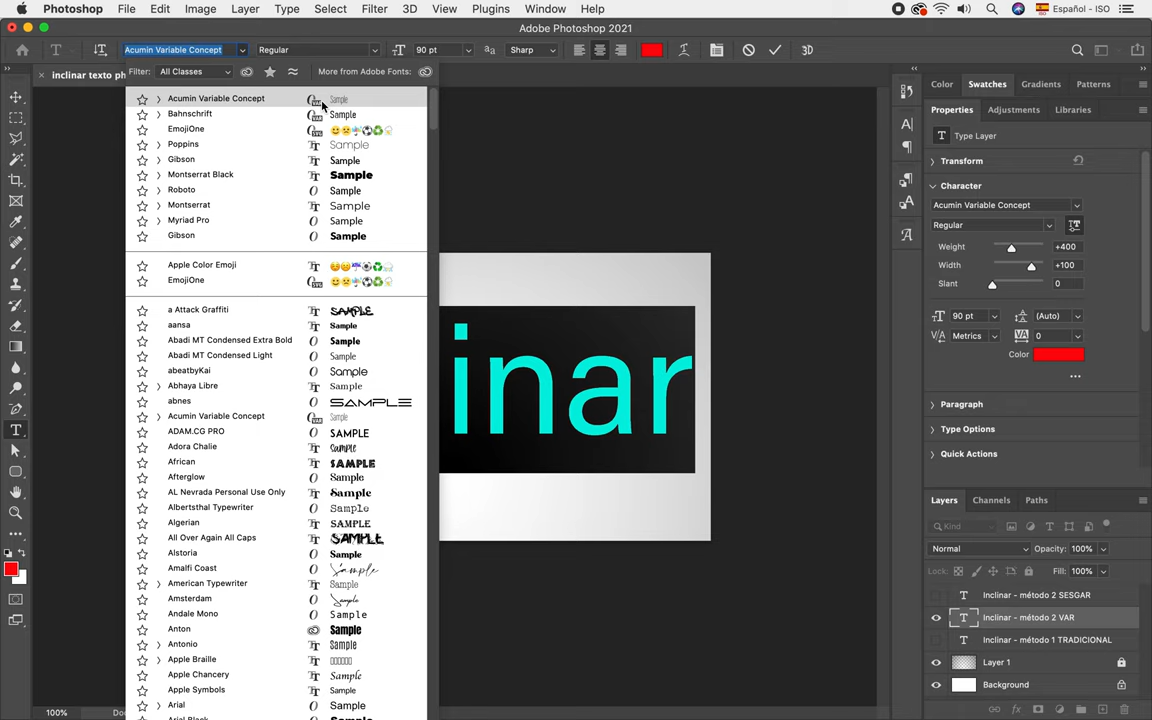 Photoshop File Edit Image Layer Type Select Filter 3D View Plugins Window Help Español - ISO
Adobe Photoshop 2021
T Acumin Variable Concept Regular 90 pt Sharp 3D
inclinar texto ph
Filter: All Classes More from Adobe Fonts:
Acumin Variable Concept Sample
Bahnschrift Sample
EmojiOne
Poppins Sample
Gibson Sample
Montserrat Black Sample
Roboto Sample
Montserrat Sample
Myriad Pro Sample
Gibson Sample
Apple Color Emoji
EmojiOne
a Attack Graffiti SAMPLE
aansa Sample
Abadi MT Condensed Extra Bold Sample
Abadi MT Condensed Light Sample
abeatbyKai Sample
Abhaya Libre Sample
abnes SAMPLE
Acumin Variable Concept Sample
ADAM.CG PRO SAMPLE
Adora Chalie Sample
African SAMPLE
Afterglow Sample
AL Nevrada Personal Use Only Sample
Albertsthal Typewriter Sample
Algerian SAMPLE
All Over Again All Caps SAMPLE
Alstoria Sample
Amalfi Coast Sample
American Typewriter Sample
Amsterdam Sample
Andale Mono Sample
Anton Sample
Antonio Sample
Apple Braille
Apple Chancery Sample
Apple Symbols Sample
Arial Sample
Arial Black
inar
100% Doc
Color Swatches Gradients Patterns
Properties Adjustments Libraries
T Type Layer
Transform
Character
Acumin Variable Concept
Regular
Weight +400
Width +100
Slant 0
90 pt (Auto)
Metrics 0
Color
Paragraph
Type Options
Quick Actions
Layers Channels Paths
Kind
Normal Opacity: 100%
Lock: Fill: 100%
T Inclinar - método 2 SESGAR
T Inclinar - método 2 VAR
T Inclinar - método 1 TRADICIONAL
Layer 1
Background